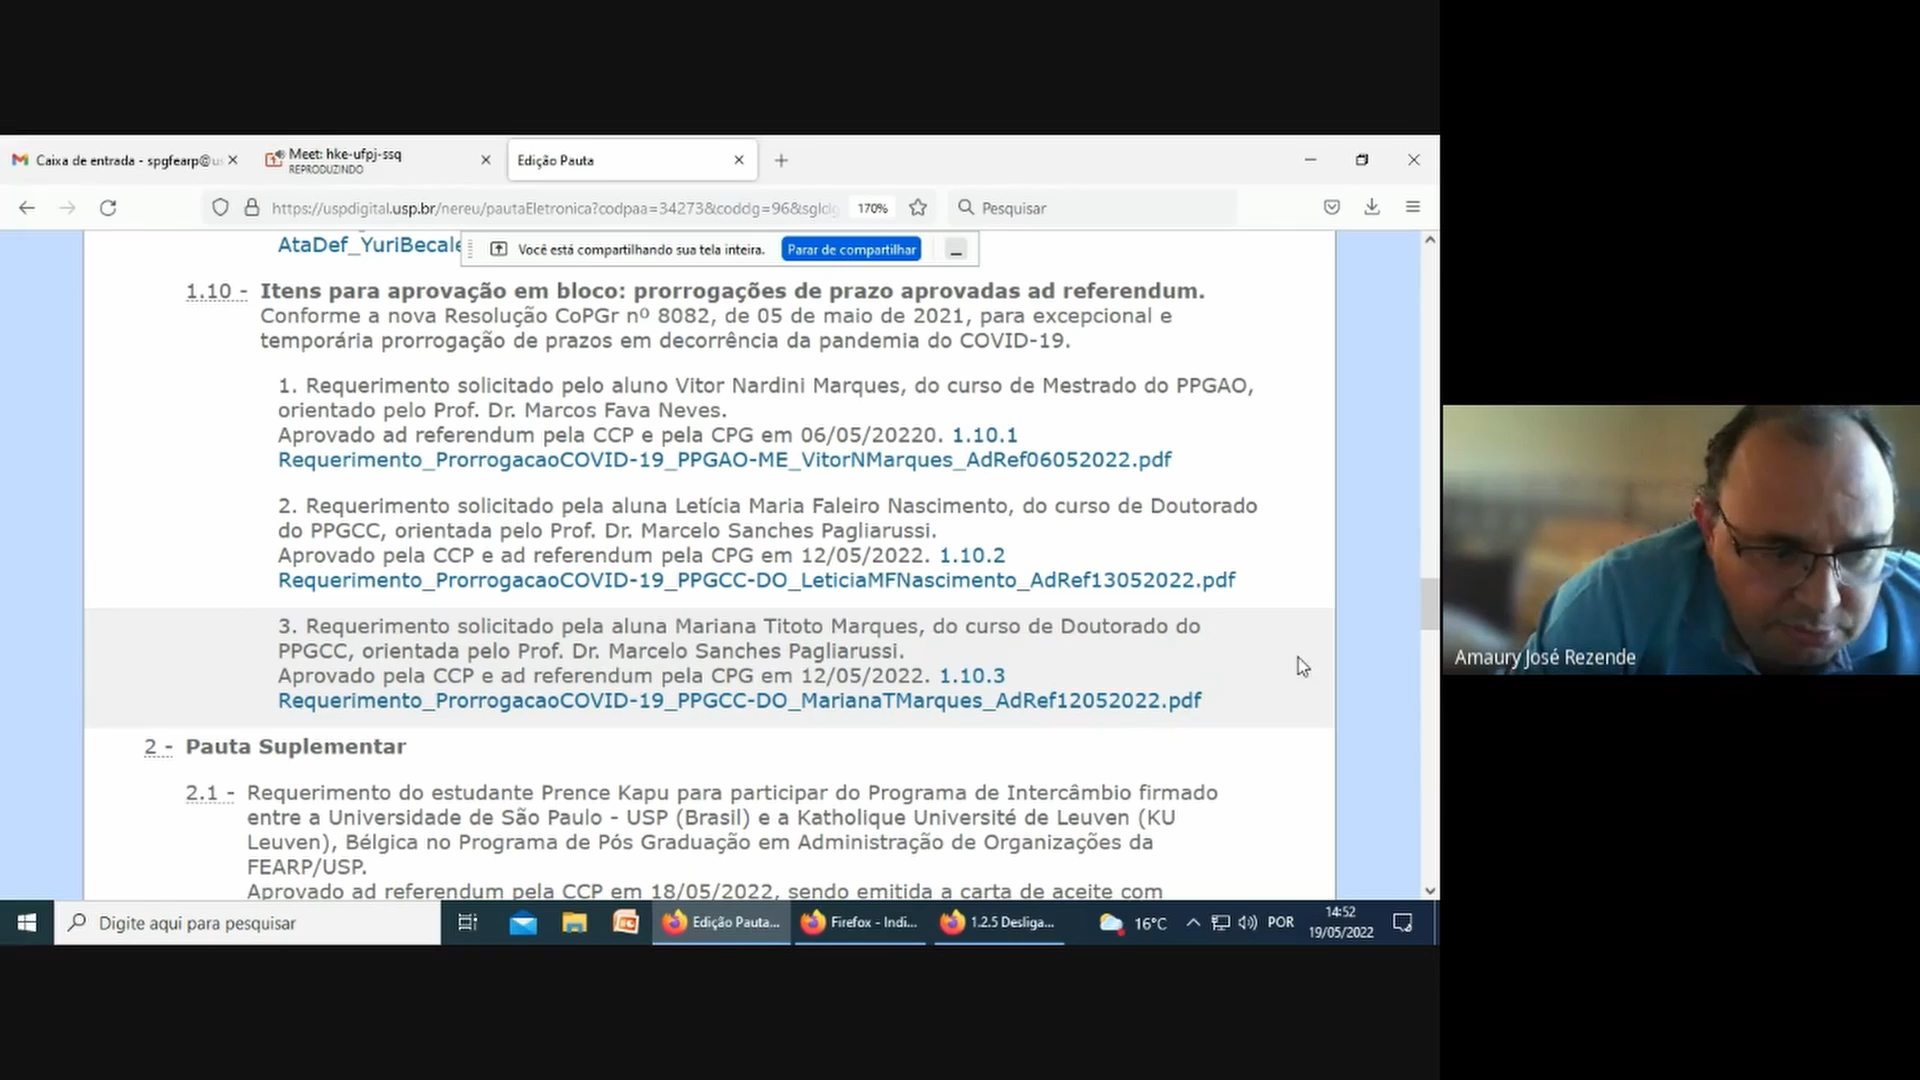 Caixa de entrada - spgfearp@u
Meet: hke-ufpj-ssq
REPRODUZINDO
Edição Pauta
https://uspdigital.usp.br/nereu/pautaEletronica?codpaa=34273&coddg=96&sglclg
170%
Pesquisar
AtaDef_YuriBecale
Você está compartilhando sua tela inteira.
Parar de compartilhar
1.10 - Itens para aprovação em bloco: prorrogações de prazo aprovadas ad referendum.
Conforme a nova Resolução CoPGr nº 8082, de 05 de maio de 2021, para excepcional e
temporária prorrogação de prazos em decorrência da pandemia do COVID-19.
1. Requerimento solicitado pelo aluno Vitor Nardini Marques, do curso de Mestrado do PPGAO,
orientado pelo Prof. Dr. Marcos Fava Neves.
Aprovado ad referendum pela CCP e pela CPG em 06/05/20220. 1.10.1
Requerimento_ProrrogacaoCOVID-19_PPGAO-ME_VitorNMarques_AdRef06052022.pdf
2. Requerimento solicitado pela aluna Letícia Maria Faleiro Nascimento, do curso de Doutorado
do PPGCC, orientada pelo Prof. Dr. Marcelo Sanches Pagliarussi.
Aprovado pela CCP e ad referendum pela CPG em 12/05/2022. 1.10.2
Requerimento_ProrrogacaoCOVID-19_PPGCC-DO_LeticiaMFNascimento_AdRef13052022.pdf
3. Requerimento solicitado pela aluna Mariana Titoto Marques, do curso de Doutorado do
PPGCC, orientada pelo Prof. Dr. Marcelo Sanches Pagliarussi.
Aprovado pela CCP e ad referendum pela CPG em 12/05/2022. 1.10.3
Requerimento_ProrrogacaoCOVID-19_PPGCC-DO_MarianaTMarques_AdRef12052022.pdf
2 - Pauta Suplementar
2.1 - Requerimento do estudante Prence Kapu para participar do Programa de Intercâmbio firmado
entre a Universidade de São Paulo - USP (Brasil) e a Katholique Université de Leuven (KU
Leuven), Bélgica no Programa de Pós Graduação em Administração de Organizações da
FEARP/USP.
Aprovado ad referendum pela CCP em 18/05/2022, sendo emitida a carta de aceite com
Amaury José Rezende
Digite aqui para pesquisar
Edição Pauta...
Firefox - Indi...
1.2.5 Desliga...
16°C
POR
14:52
19/05/2022